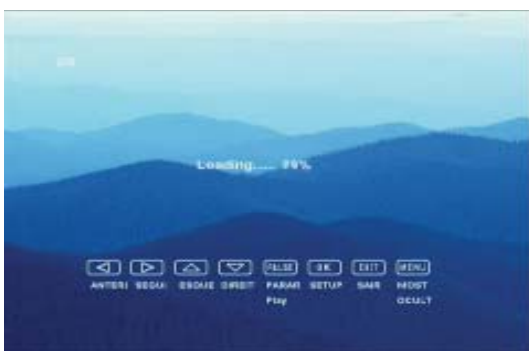 Loading..... 79%
PAUSE OK EXIT MENU
ANTERI SEGUI ESQUE DIREIT PARAR SETUP SAIR MOST
Play OCULT